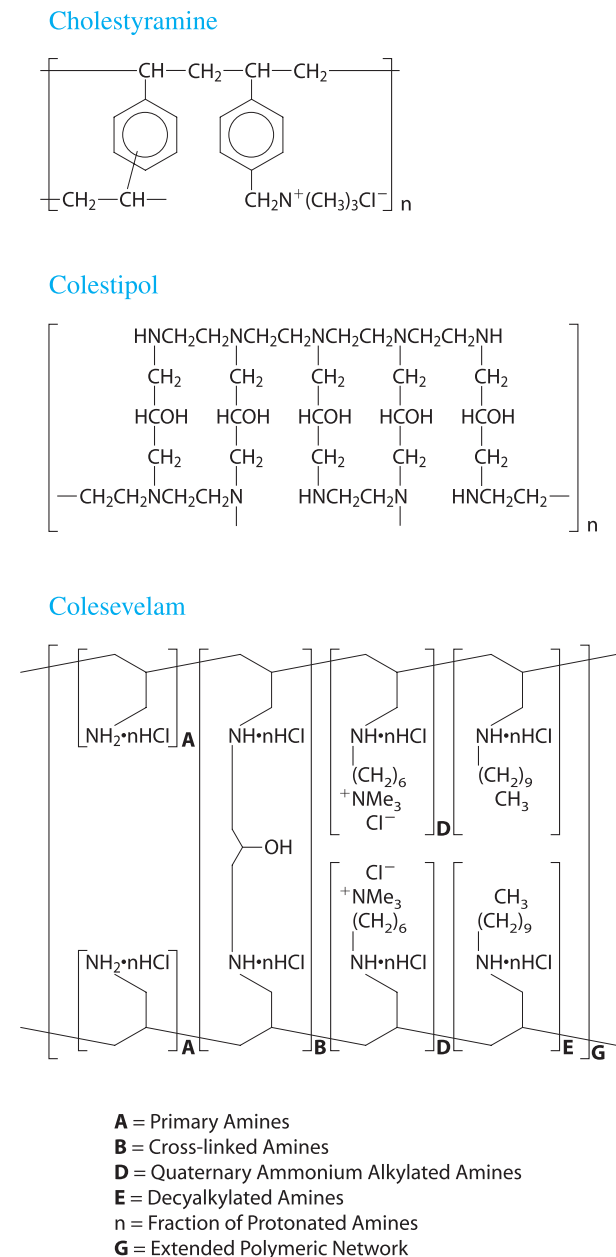 Cholestyramine
CH—CH₂—CH—CH₂
CH₂—CH—
CH₂N⁺(CH₃)₃Cl⁻
n
Colestipol
HNCH₂CH₂NCH₂CH₂NCH₂CH₂NCH₂CH₂NH
CH₂ CH₂ CH₂ CH₂ CH₂
HCOH HCOH HCOH HCOH HCOH
CH₂ CH₂ CH₂ CH₂ CH₂
—CH₂CH₂NCH₂CH₂N HNCH₂CH₂N HNCH₂CH₂—
n
Colesevelam
NH₂•nHCl A NH•nHCl NH•nHCl NH•nHCl
(CH₂)₆ (CH₂)₉
⁺NMe₃ CH₃
Cl⁻ D
OH
Cl⁻
⁺NMe₃ CH₃
(CH₂)₆ (CH₂)₉
NH₂•nHCl NH•nHCl NH•nHCl NH•nHCl
A B D E G
A = Primary Amines
B = Cross-linked Amines
D = Quaternary Ammonium Alkylated Amines
E = Decyalkylated Amines
n = Fraction of Protonated Amines
G = Extended Polymeric Network